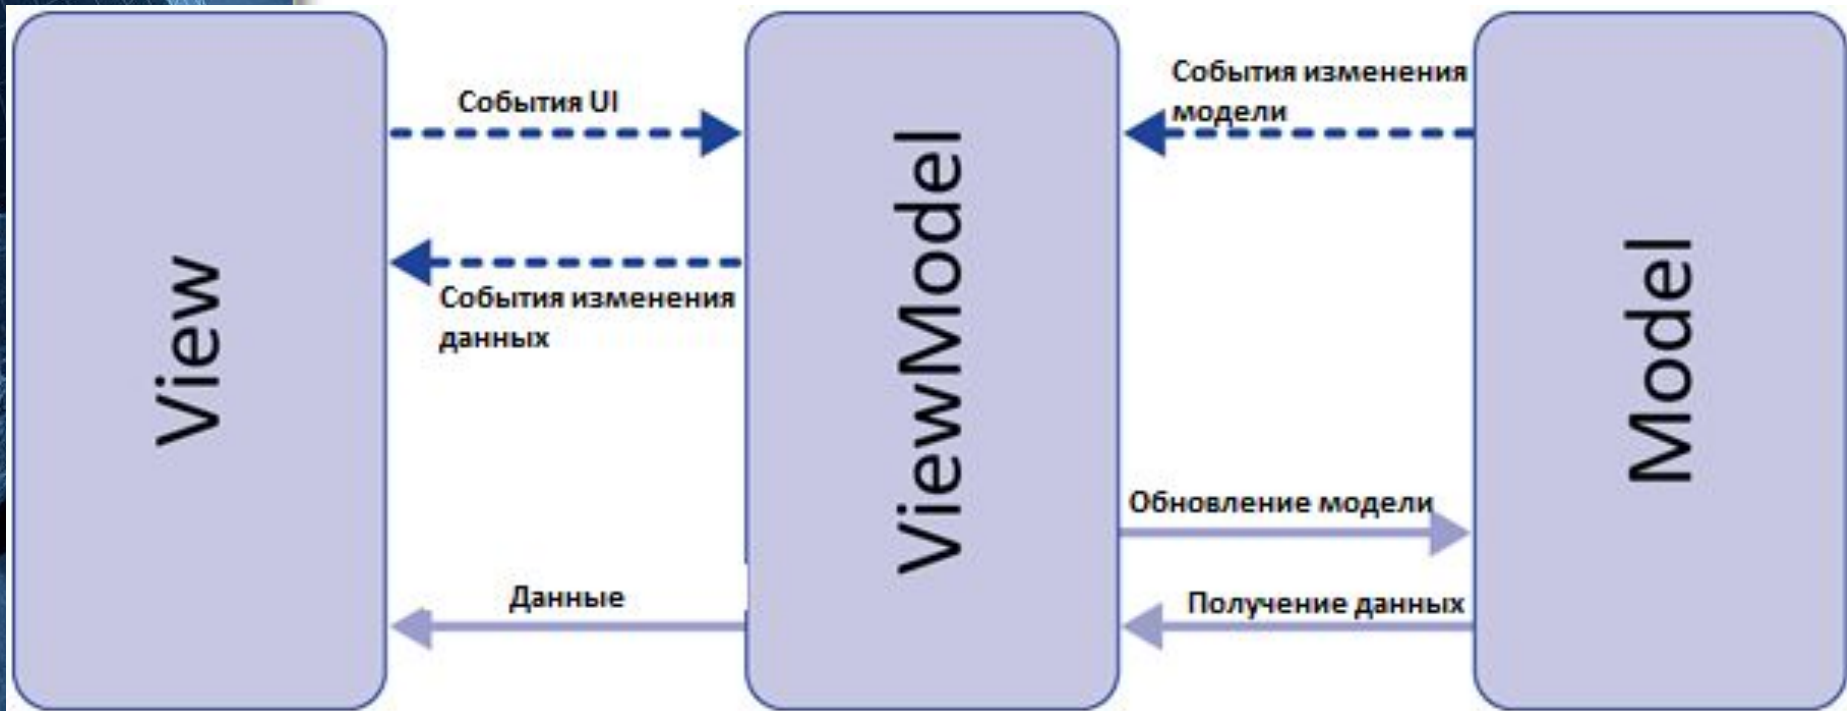 View
События UI
События изменения
данных
Данные
ViewModel
События изменения
модели
Обновление модели
Получение данных
Model